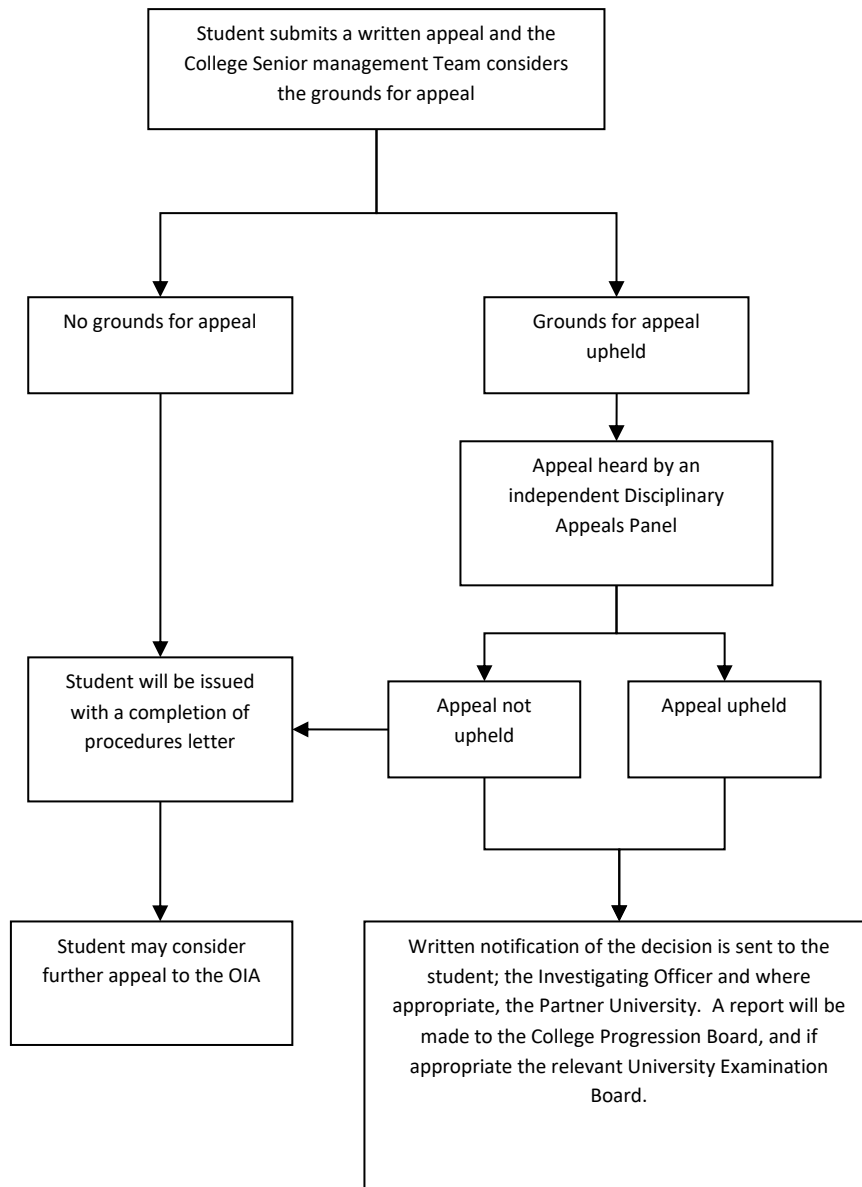 Student submits a written appeal and the
College Senior management Team considers
the grounds for appeal
No grounds for appeal
Grounds for appeal
upheld
Appeal heard by an
independent Disciplinary
Appeals Panel
Student will be issued
with a completion of
procedures letter
Appeal not
upheld
Appeal upheld
Student may consider
further appeal to the OIA
Written notification of the decision is sent to the
student; the Investigating Officer and where
appropriate, the Partner University.  A report will be
made to the College Progression Board, and if
appropriate the relevant University Examination
Board.